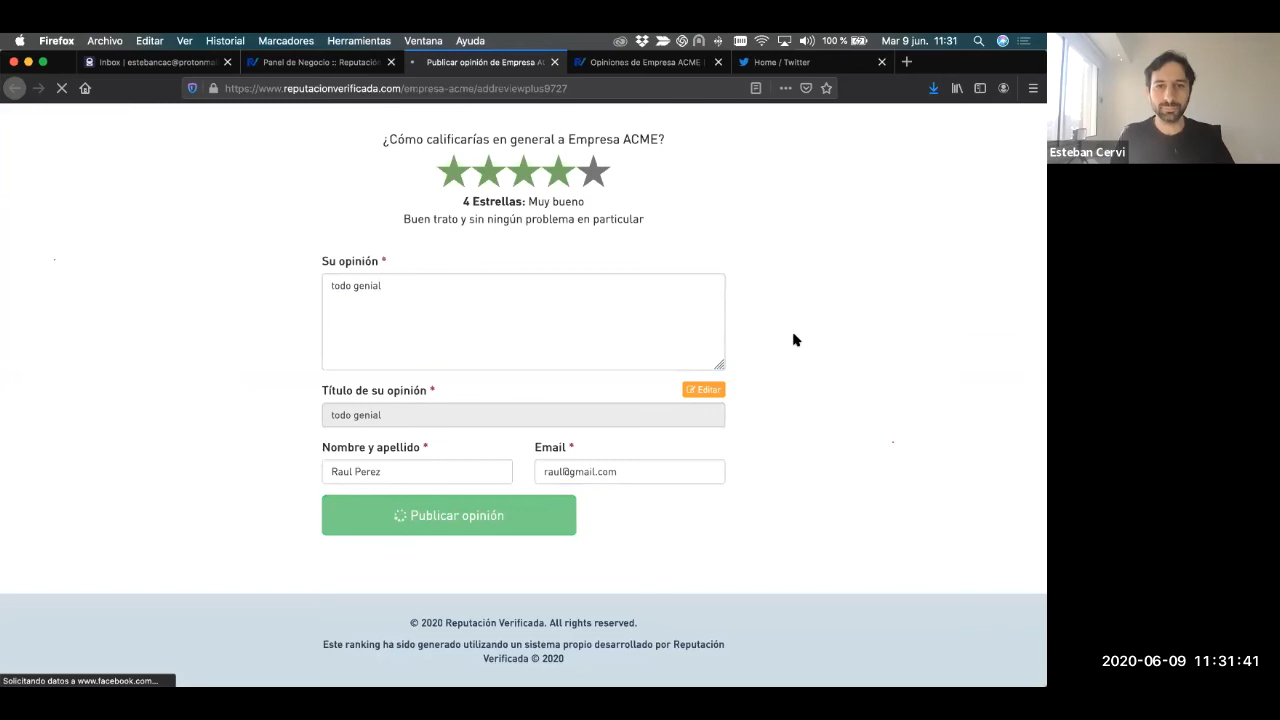 Firefox Archivo Editar Ver Historial Marcadores Herramientas Ventana Ayuda 100 % Mar 9 jun. 11:31
Inbox | estebancac@protonmai Panel de Negocio :: Reputación Publicar opinión de Empresa AC Opiniones de Empresa ACME | Home / Twitter
https://www.reputacionverificada.com/empresa-acme/addreviewplus9727
¿Cómo calificarías en general a Empresa ACME?
4 Estrellas: Muy bueno
Buen trato y sin ningún problema en particular
Su opinión *
todo genial
Título de su opinión *
Editar
todo genial
Nombre y apellido * Email *
Raul Perez raul@gmail.com
Publicar opinión
© 2020 Reputación Verificada. All rights reserved.
Este ranking ha sido generado utilizando un sistema propio desarrollado por Reputación
Verificada © 2020
Solicitando datos a www.facebook.com...
Esteban Cervi
2020-06-09 11:31:41